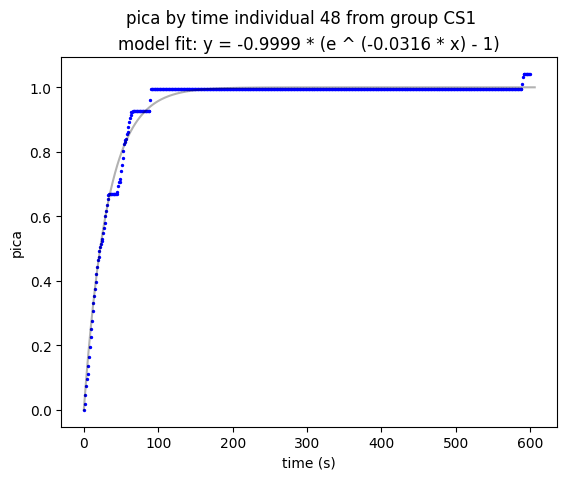 pica by time individual 48 from group CS1
model fit: y = -0.9999 * (e ^ (-0.0316 * x) - 1)
1.0
0.8
0.6
0.4
0.2
0.0
pica
0 100 200 300 400 500 600
time (s)